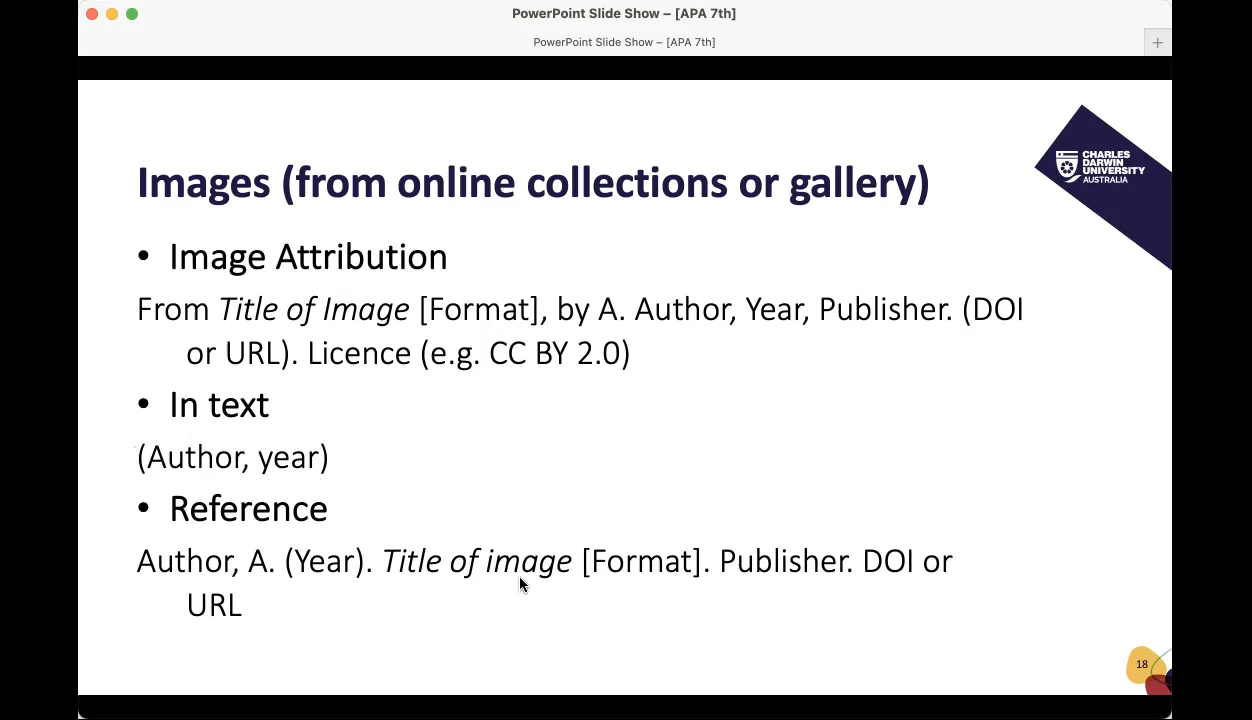 PowerPoint Slide Show – [APA 7th]
PowerPoint Slide Show – [APA 7th]
CHARLES
DARWIN
UNIVERSITY
AUSTRALIA
Images (from online collections or gallery)
• Image Attribution
From Title of Image [Format], by A. Author, Year, Publisher. (DOI
or URL). Licence (e.g. CC BY 2.0)
• In text
(Author, year)
• Reference
Author, A. (Year). Title of image [Format]. Publisher. DOI or
URL
18